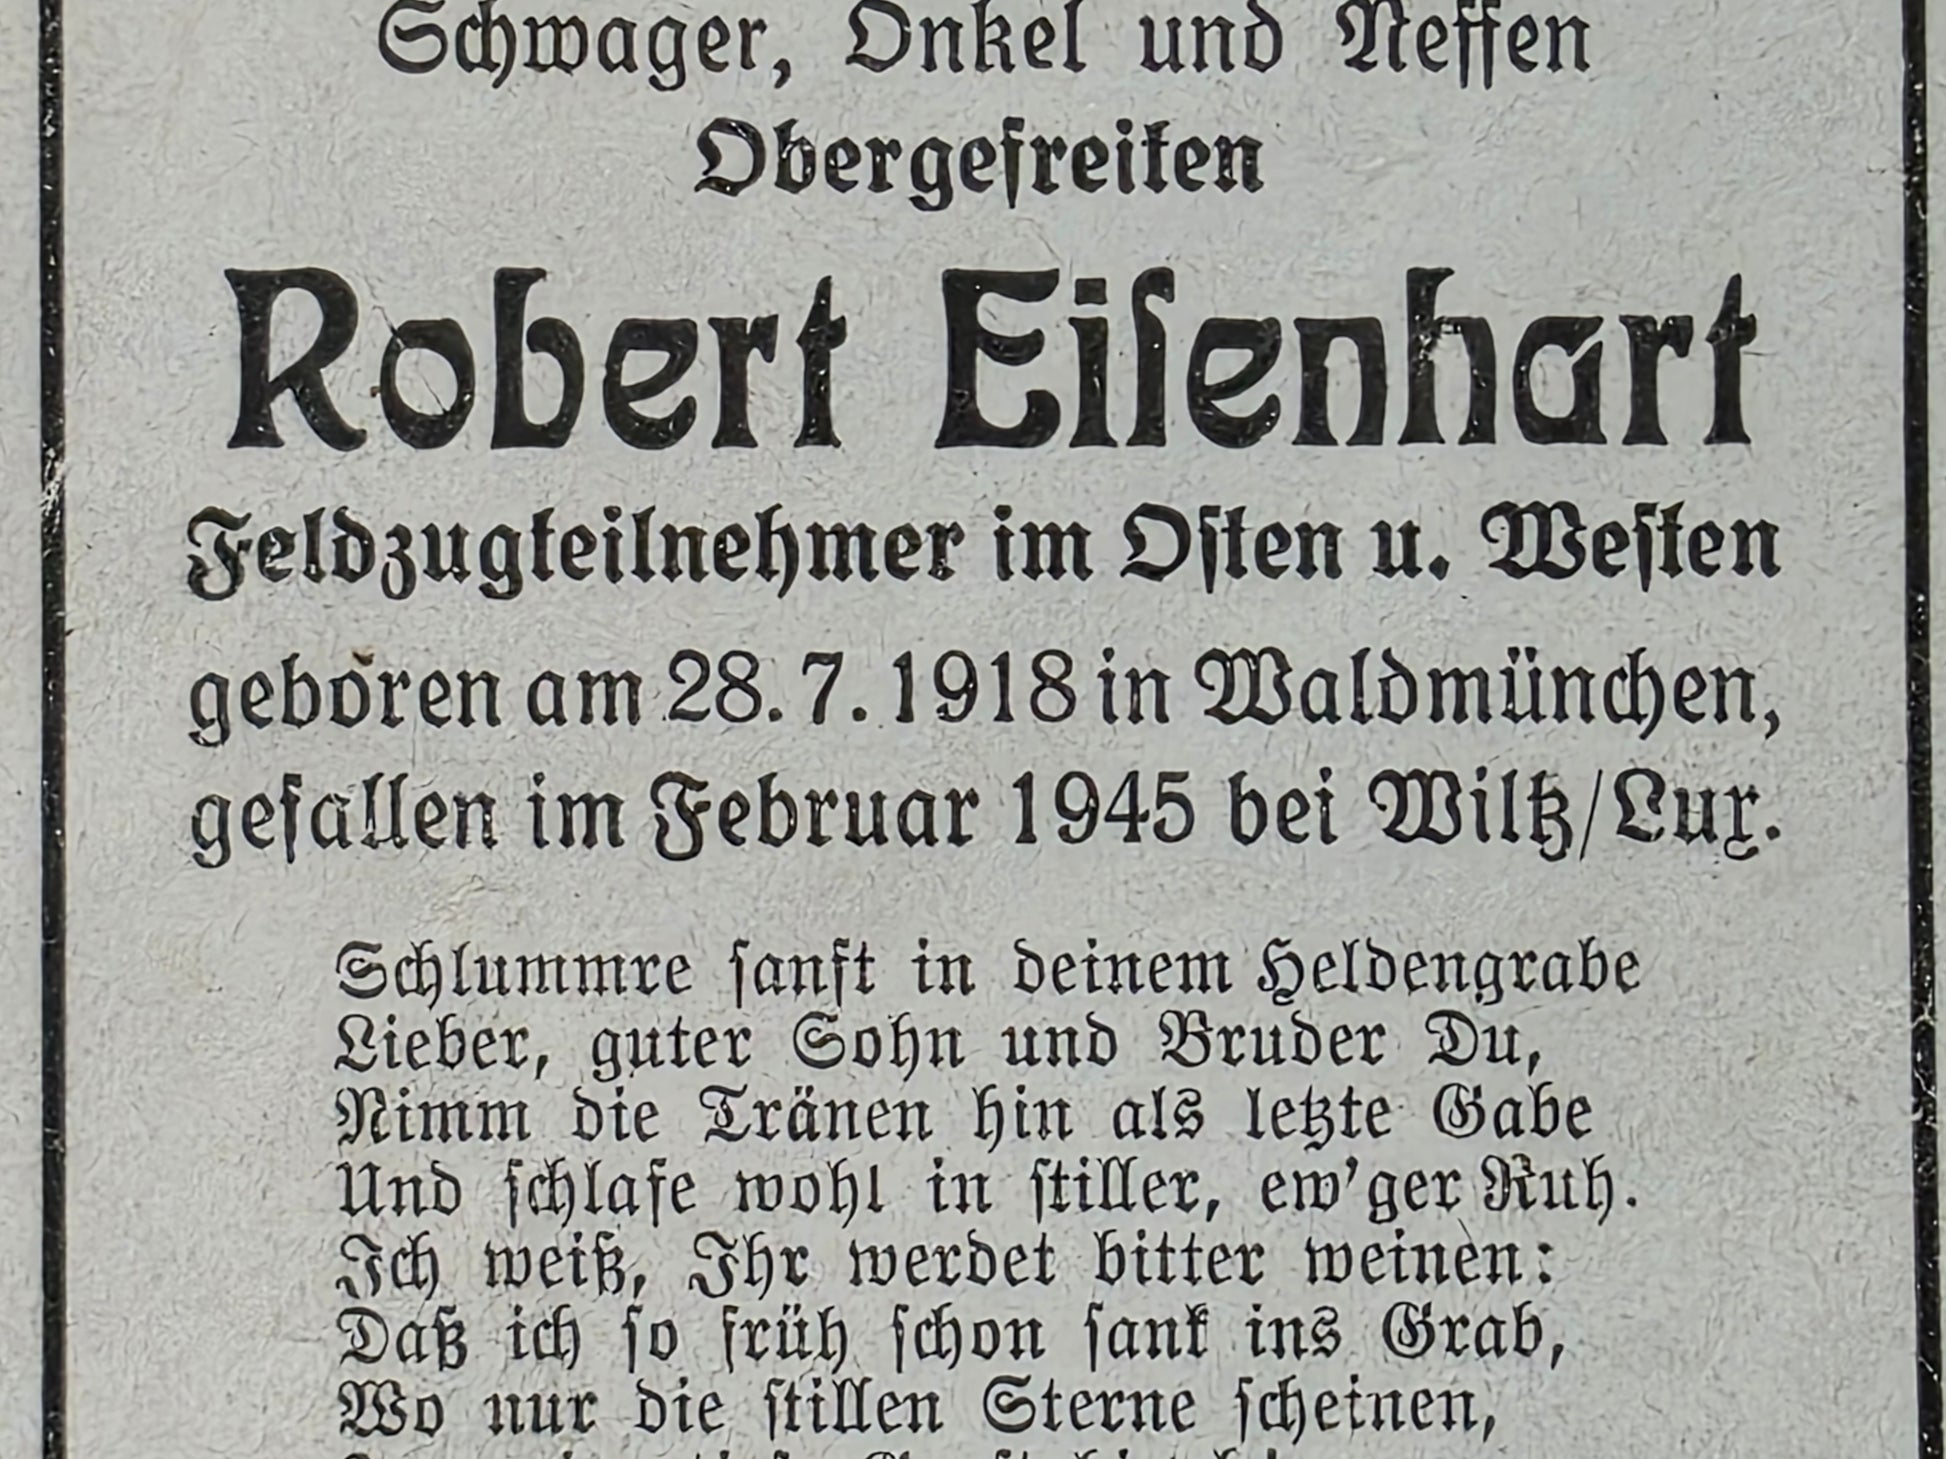 Schwager, Onkel und Neffen
Obergefreiten
Robert Eiſenhart
Feldzugteilnehmer im Oſten u. Weſten
geboren am 28. 7. 1918 in Waldmünchen,
gefallen im Februar 1945 bei Wiltz/Lux.
Schlummre ſanft in deinem Heldengrabe
Lieber, guter Sohn und Bruder Du,
Nimm die Tränen hin als letzte Gabe
Und ſchlafe wohl in ſtiller, ew'ger Ruh.
Ich weiß, Ihr werdet bitter weinen:
Daß ich ſo früh ſchon ſank ins Grab,
Wo nur die ſtillen Sterne ſcheinen,